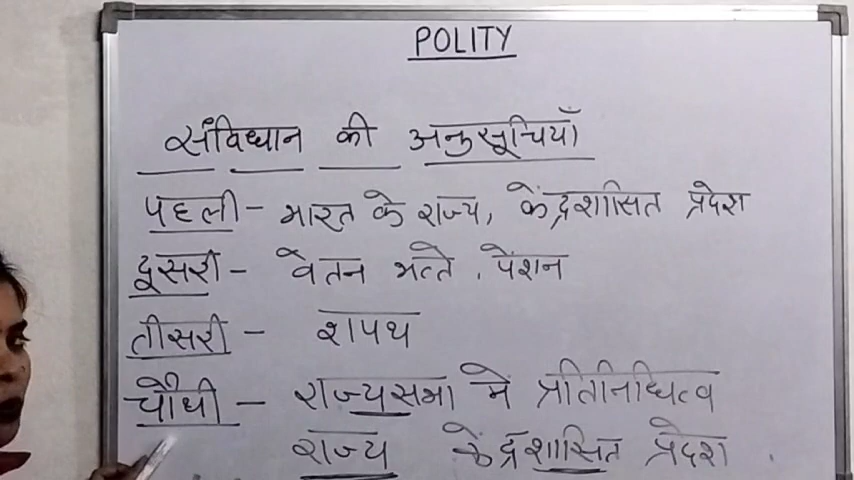 POLITY
संविधान की अनुसूचियाँ
पहली - भारत के राज्य, केंद्रशासित प्रदेश
दूसरी - वेतन भत्ते, पेंशन
तीसरी - शपथ
चौथी - राज्यसभा में प्रतिनिधित्व
राज्य केंद्रशासित प्रदेश